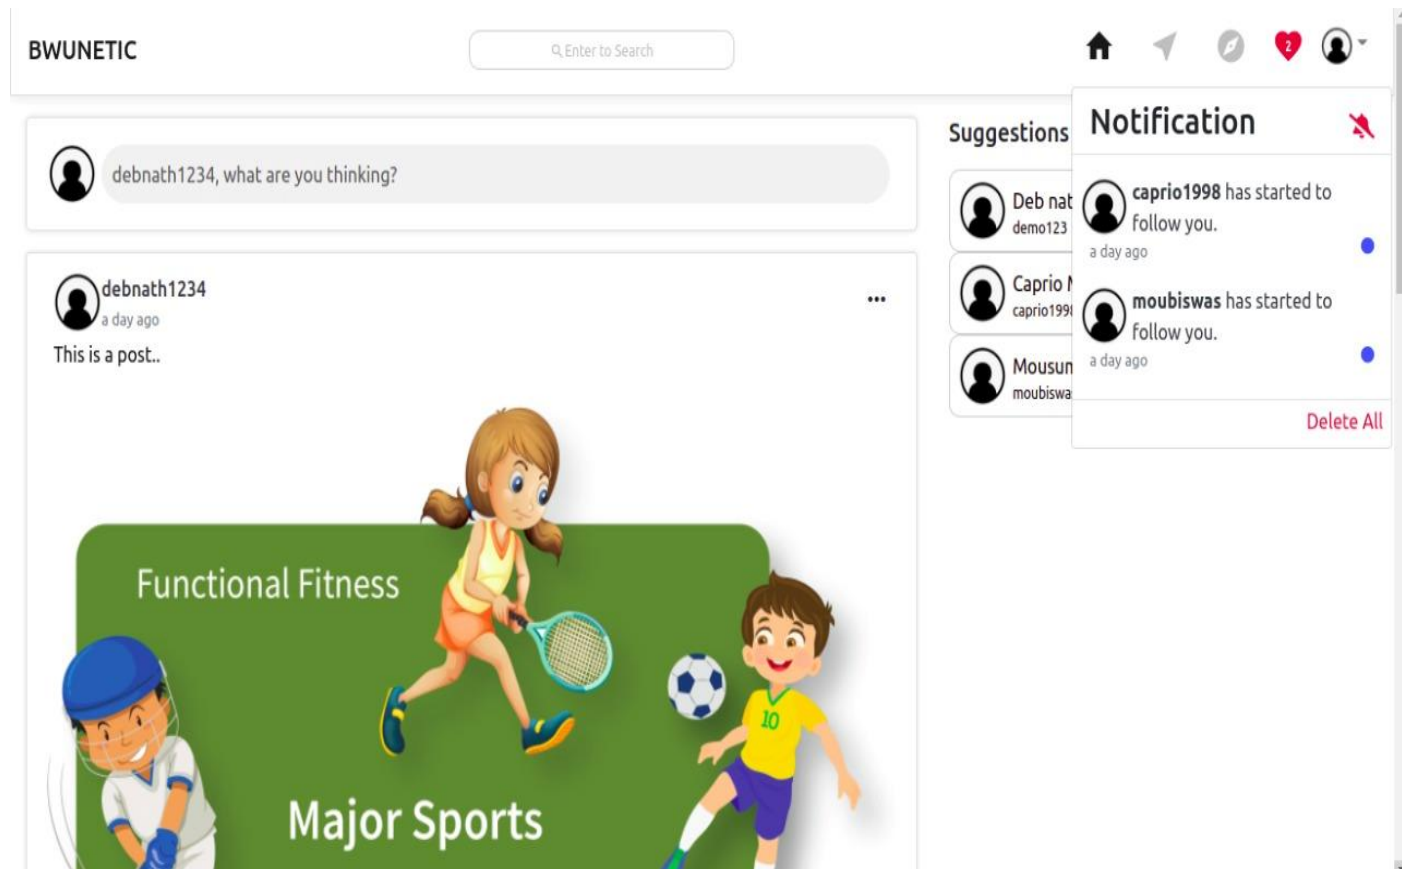 BWUNETIC
Enter to Search
2
debnath1234, what are you thinking?
debnath1234
a day ago
This is a post..
Functional Fitness
10
Major Sports
Suggestions
Deb nat
demo123
Caprio
caprio1998
Mousun
moubiswa
Notification
caprio1998 has started to
follow you.
a day ago
moubiswas has started to
follow you.
a day ago
Delete All